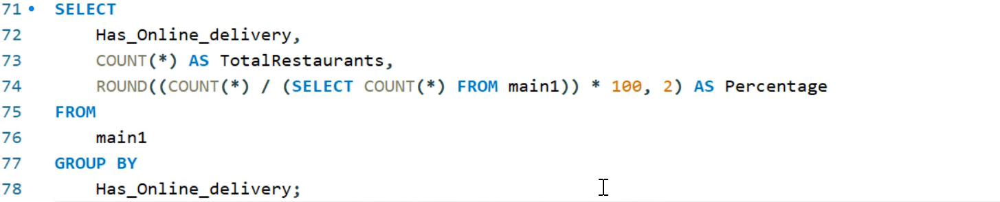 71 SELECT
72 Has_Online_delivery,
73 COUNT(*) AS TotalRestaurants,
74 ROUND((COUNT(*) / (SELECT COUNT(*) FROM main1)) * 100, 2) AS Percentage
75 FROM
76 main1
77 GROUP BY
78 Has_Online_delivery;